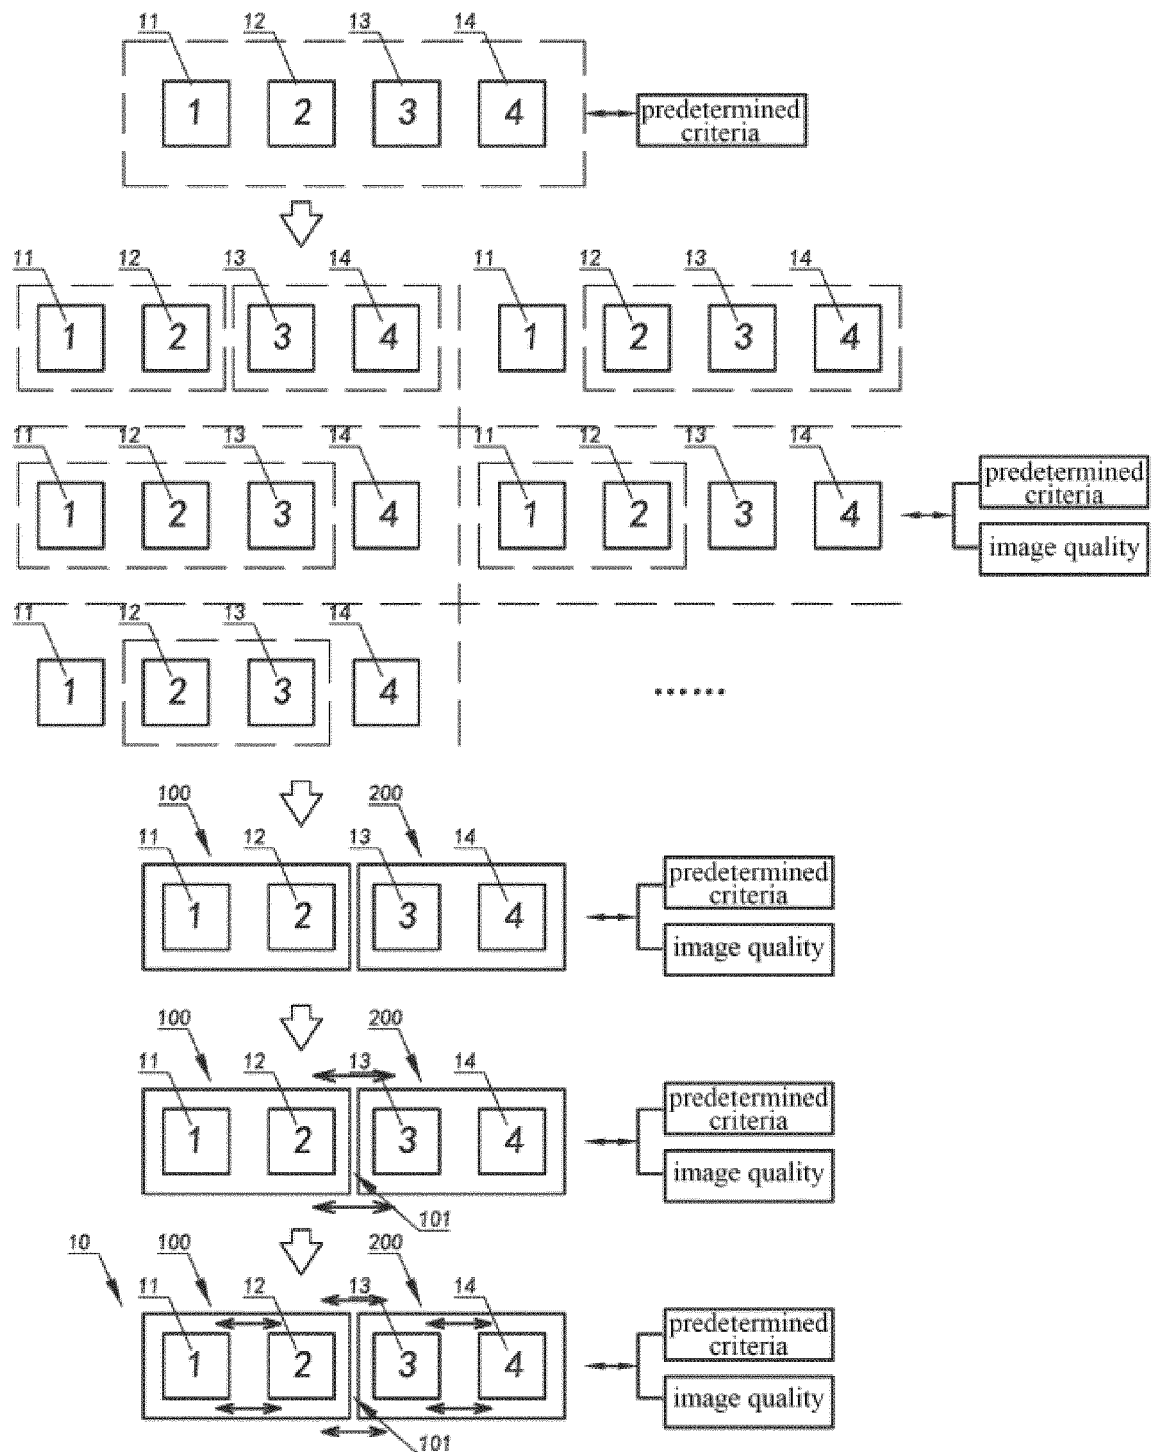 11 12 13 14
1 2 3 4
predetermined
criteria
11 12 13 14 11 12 13 14
1 2 3 4 1 2 3 4
11 12 13 14 11 12 13 14
predetermined
criteria
1 2 3 4 1 2 3 4
image quality
11 12 13 14
1 2 3 4
......
100 200
11 12 13 14
predetermined
criteria
1 2 3 4
image quality
100 200
11 12 13 14
predetermined
criteria
1 2 3 4
image quality
101
10 100 200
11 12 13 14
predetermined
criteria
1 2 3 4
image quality
101